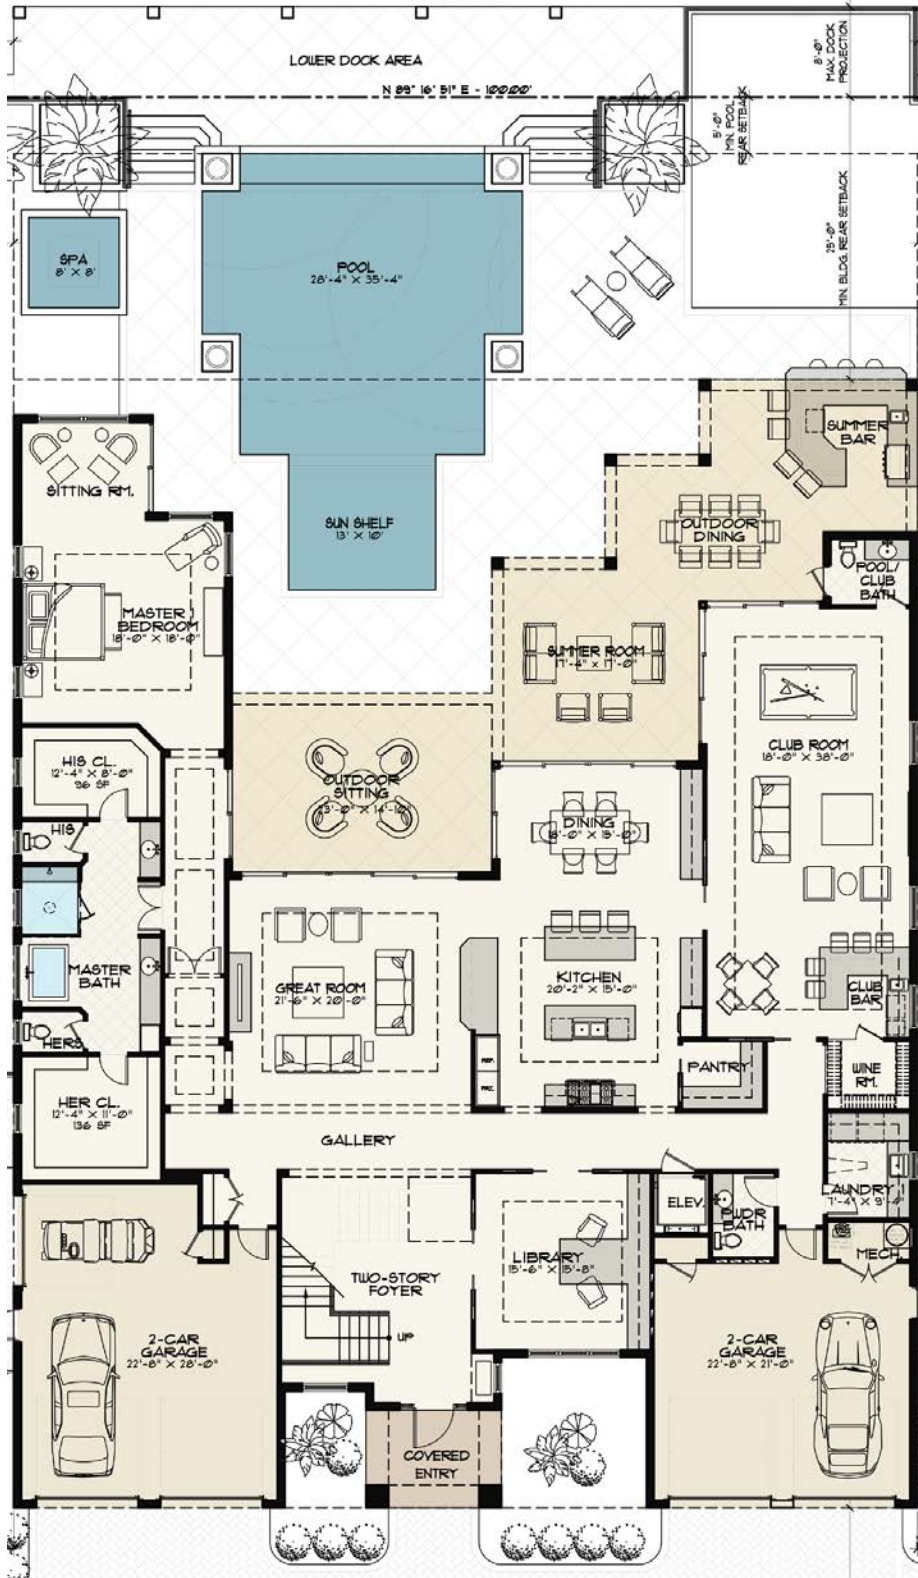 LOWER DOCK AREA
N 89° 16' 51" E - 100.00'
8'-0"
MAX. DOCK
PROJECTION
5'-0"
MIN. POOL
REAR SETBACK
25'-0"
MIN. BLDG. REAR SETBACK
SPA
8' X 8'
POOL
28'-4" X 35'-4"
SUN SHELF
13' X 10'
SUMMER
BAR
SITTING RM.
OUTDOOR
DINING
POOL/
CLUB
BATH
MASTER
BEDROOM
18'-0" X 18'-0"
SUMMER ROOM
17'-4" X 17'-0"
CLUB ROOM
18'-0" X 38'-0"
HIS CL.
12'-4" X 8'-0"
96 SF
OUTDOOR
SITTING
HIS
DINING
18'-0" X 15'-0"
MASTER
BATH
GREAT ROOM
21'-6" X 20'-0"
KITCHEN
20'-2" X 15'-0"
CLUB
BAR
HERS
REF.
FRZ.
PANTRY
WINE
RM.
HER CL.
12'-4" X 11'-0"
136 SF
GALLERY
LAUNDRY
ELEV.
PWDR
BATH
MECH.
LIBRARY
15'-6" X 15'-8"
TWO-STORY
FOYER
UP
2-CAR
GARAGE
22'-8" X 28'-0"
2-CAR
GARAGE
22'-8" X 21'-0"
COVERED
ENTRY